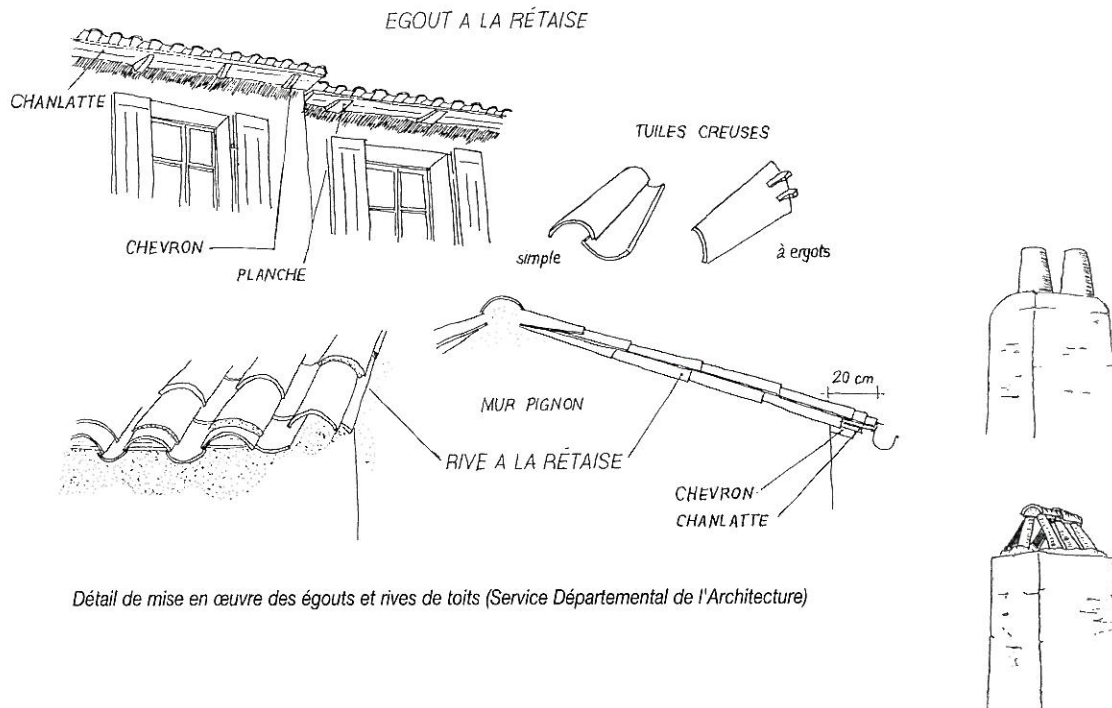 EGOUT A LA RÉTAISE
CHANLATTE
TUILES CREUSES
CHEVRON
PLANCHE
simple
à ergots
20 cm
MUR PIGNON
RIVE A LA RÉTAISE
CHEVRON
CHANLATTE
Détail de mise en œuvre des égouts et rives de toits (Service Départemental de l'Architecture)